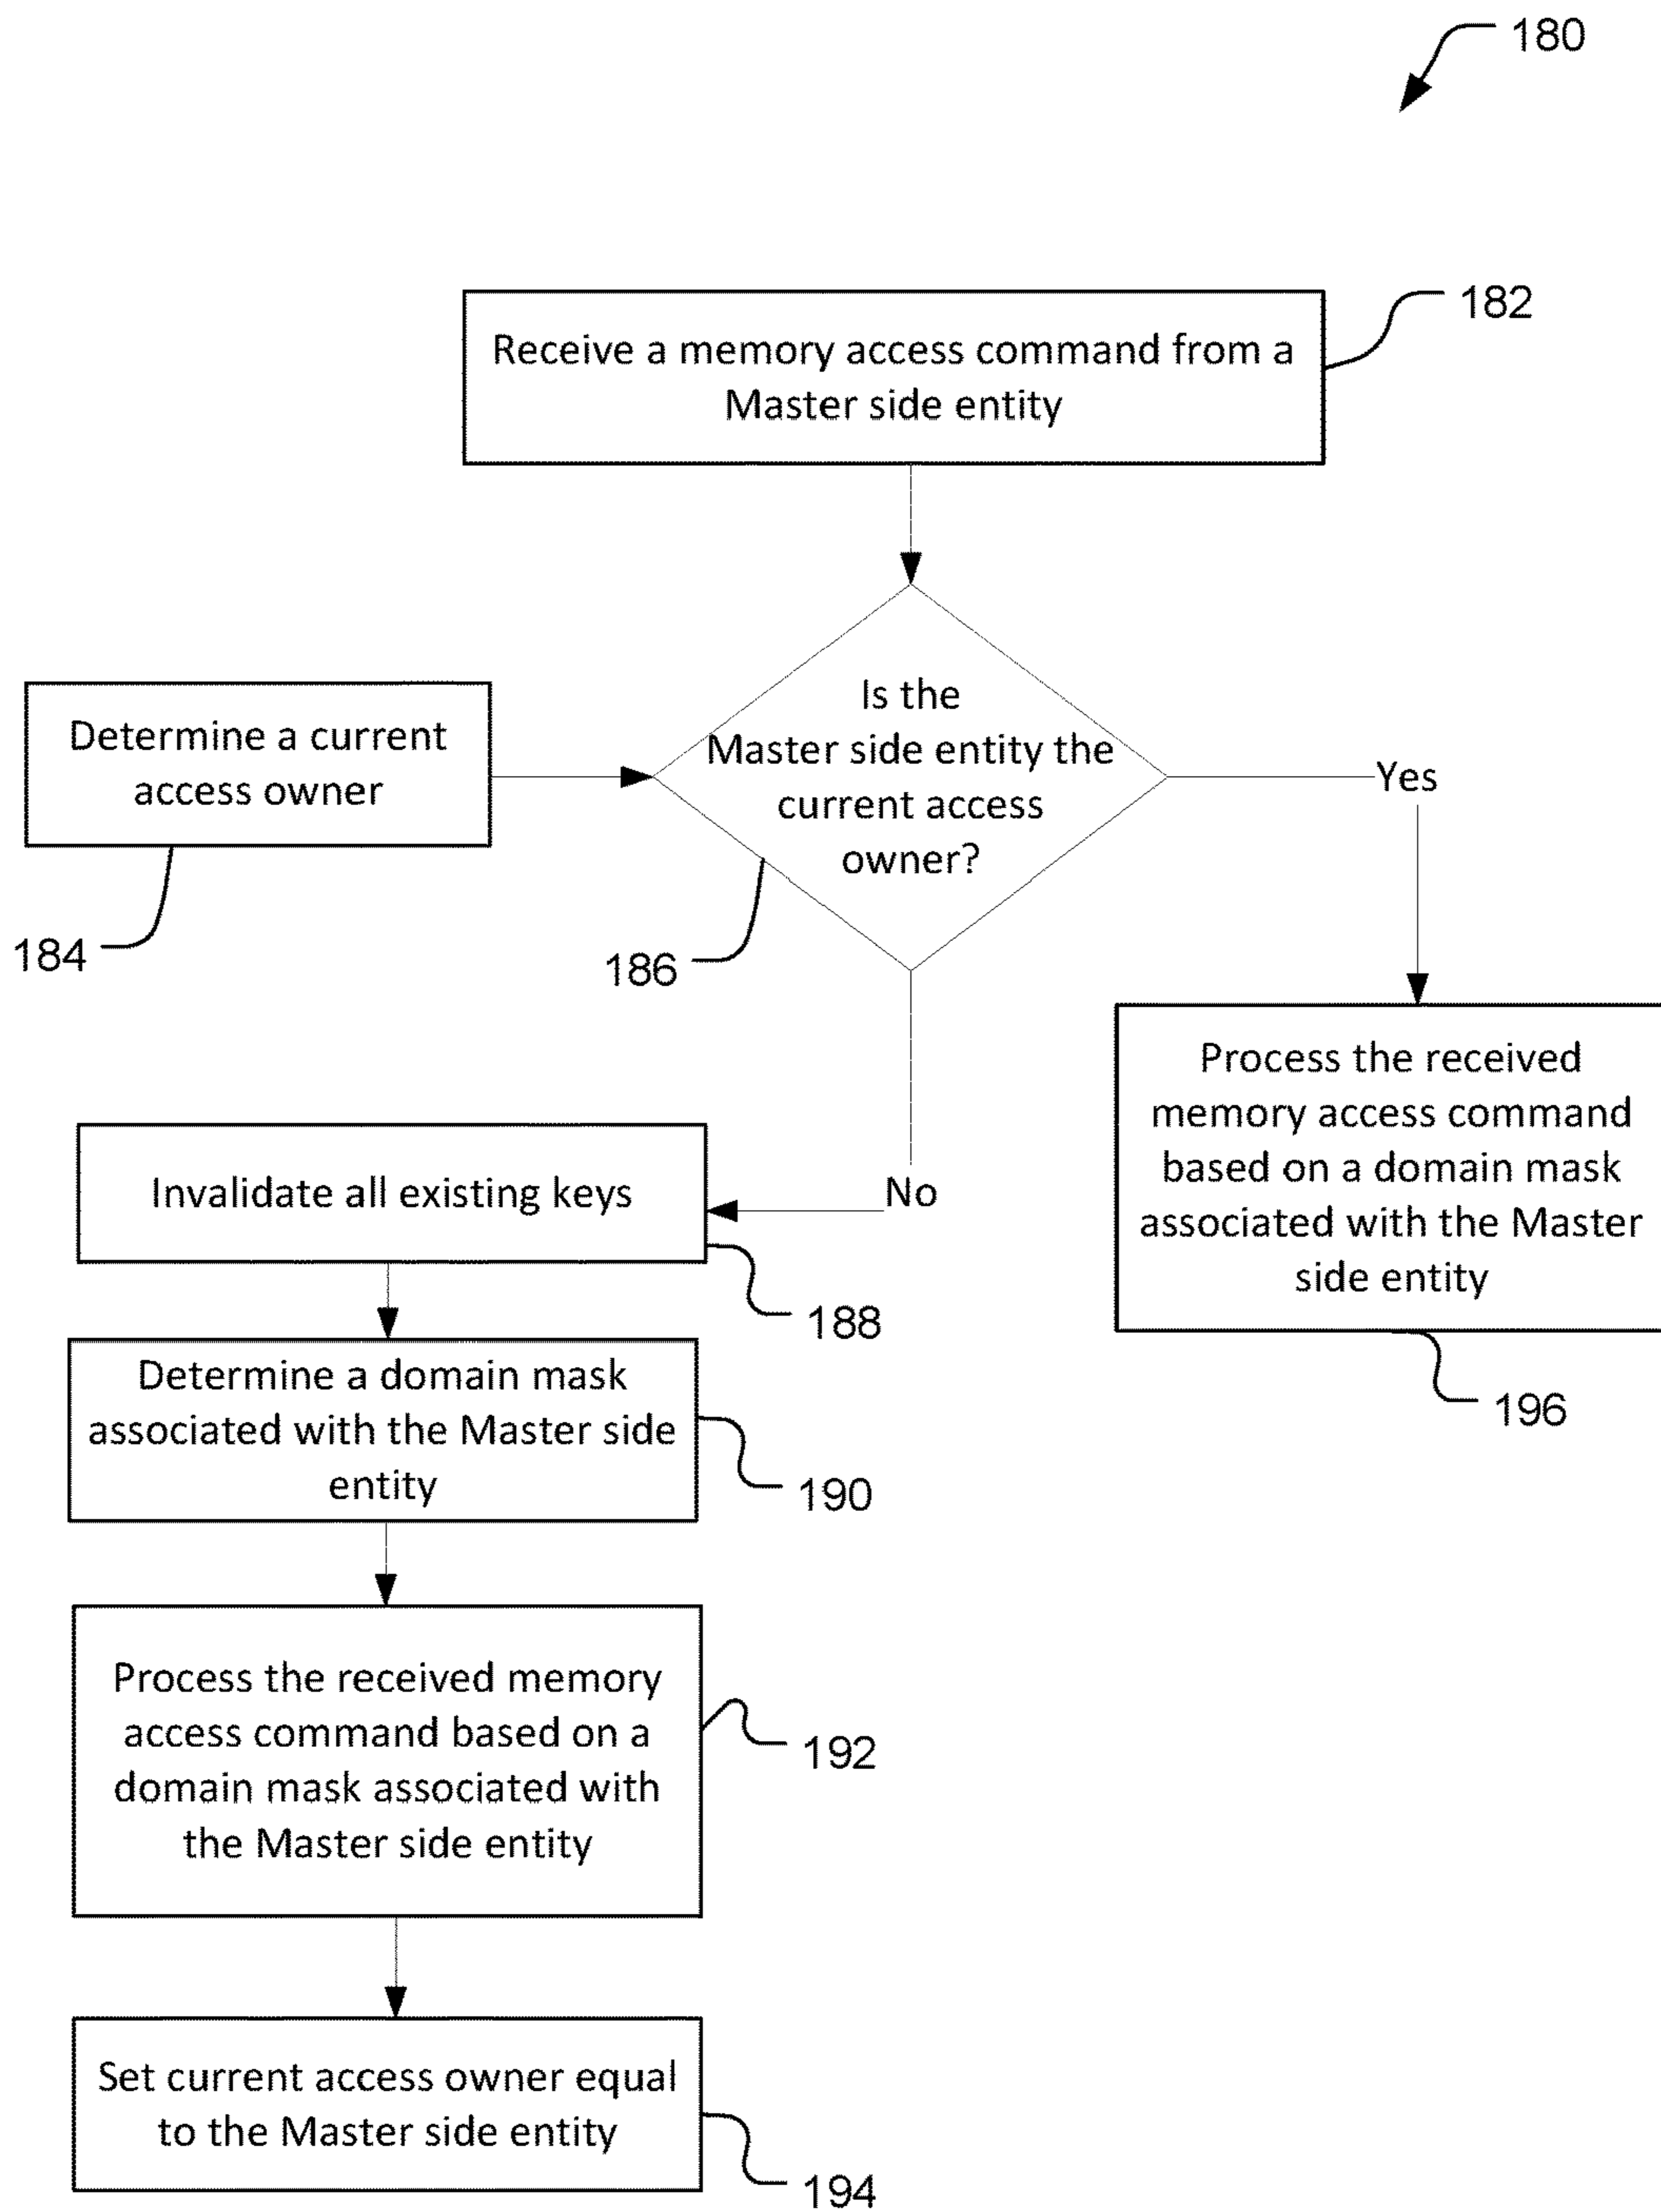 180
Receive a memory access command from a
Master side entity
182
Determine a current
access owner
184
Is the
Master side entity the
current access
owner?
186
Yes
No
Process the received
memory access command
based on a domain mask
associated with the Master
side entity
196
Invalidate all existing keys
188
Determine a domain mask
associated with the Master side
entity
190
Process the received memory
access command based on a
domain mask associated with
the Master side entity
192
Set current access owner equal
to the Master side entity
194